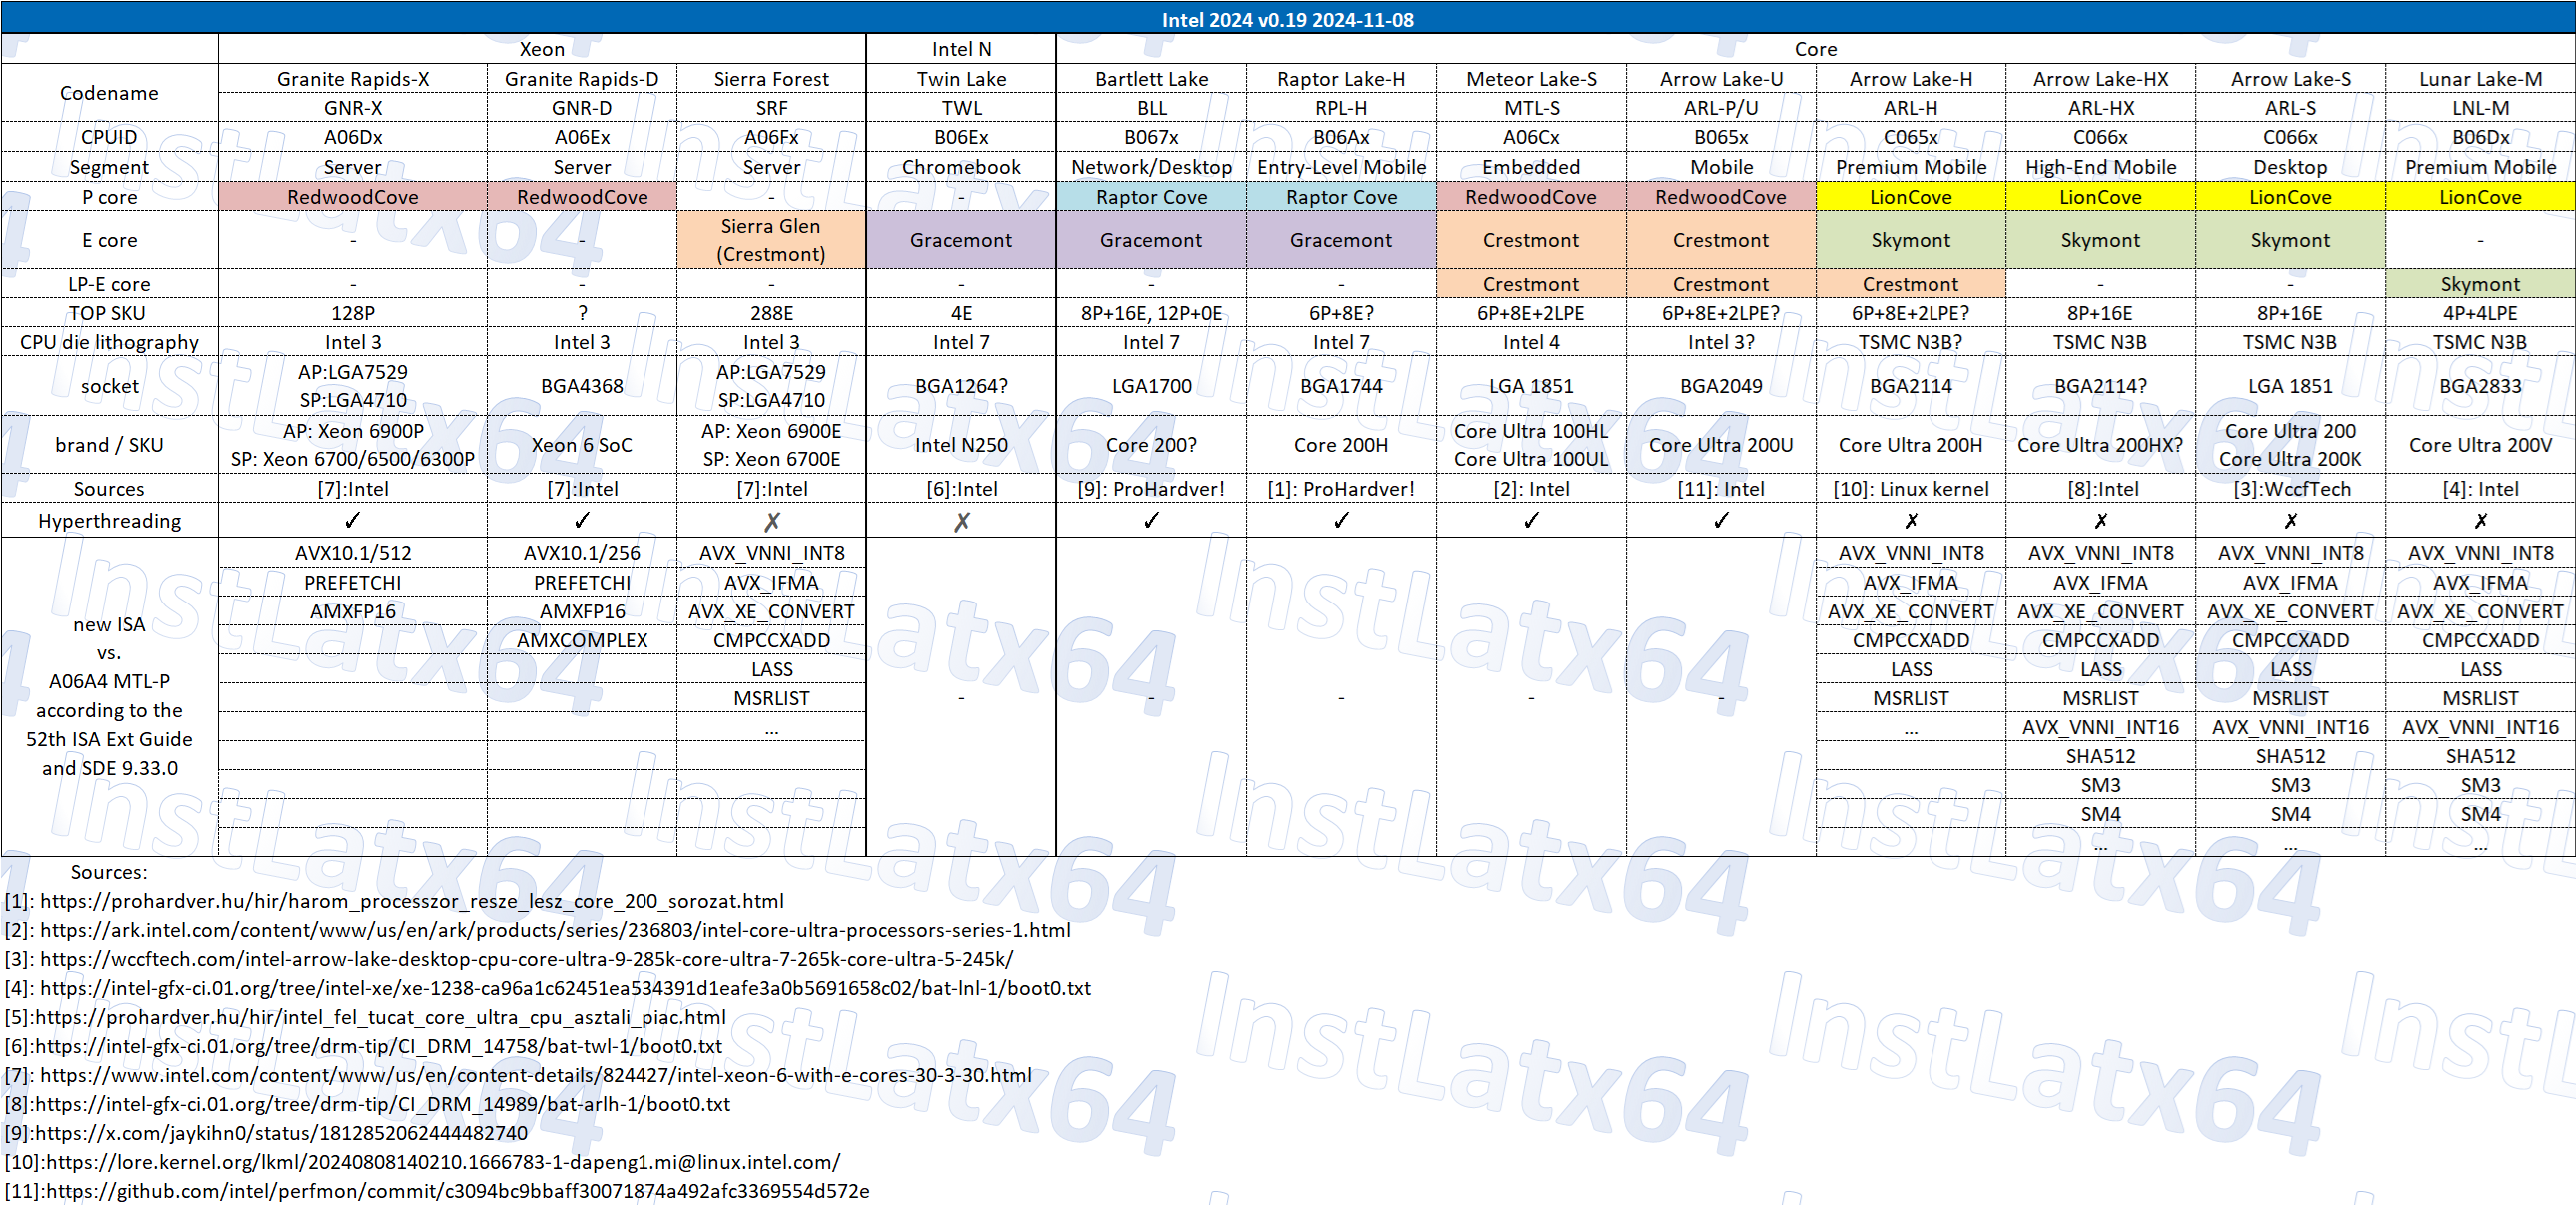 Intel 2024 v0.19 2024-11-08
Xeon Intel N Core
Codename Granite Rapids-X Granite Rapids-D Sierra Forest Twin Lake Bartlett Lake Raptor Lake-H Meteor Lake-S Arrow Lake-U Arrow Lake-H Arrow Lake-HX Arrow Lake-S Lunar Lake-M
GNR-X GNR-D SRF TWL BLL RPL-H MTL-S ARL-P/U ARL-H ARL-HX ARL-S LNL-M
CPUID A06Dx A06Ex A06Fx B06Ex B067x B06Ax A06Cx B065x C065x C066x C066x B06Dx
Segment Server Server Server Chromebook Network/Desktop Entry-Level Mobile Embedded Mobile Premium Mobile High-End Mobile Desktop Premium Mobile
P core RedwoodCove RedwoodCove - - Raptor Cove Raptor Cove RedwoodCove RedwoodCove LionCove LionCove LionCove LionCove
E core - - Sierra Glen (Crestmont) Gracemont Gracemont Gracemont Crestmont Crestmont Skymont Skymont Skymont -
LP-E core - - - - - - Crestmont Crestmont Crestmont - - Skymont
TOP SKU 128P ? 288E 4E 8P+16E, 12P+0E 6P+8E? 6P+8E+2LPE 6P+8E+2LPE? 6P+8E+2LPE? 8P+16E 8P+16E 4P+4LPE
CPU die lithography Intel 3 Intel 3 Intel 3 Intel 7 Intel 7 Intel 7 Intel 4 Intel 3? TSMC N3B? TSMC N3B TSMC N3B TSMC N3B
socket AP:LGA7529 SP:LGA4710 BGA4368 AP:LGA7529 SP:LGA4710 BGA1264? LGA1700 BGA1744 LGA 1851 BGA2049 BGA2114 BGA2114? LGA 1851 BGA2833
brand / SKU AP: Xeon 6900P SP: Xeon 6700/6500/6300P Xeon 6 SoC AP: Xeon 6900E SP: Xeon 6700E Intel N250 Core 200? Core 200H Core Ultra 100HL Core Ultra 100UL Core Ultra 200U Core Ultra 200H Core Ultra 200HX? Core Ultra 200 Core Ultra 200K Core Ultra 200V
Sources [7]:Intel [7]:Intel [7]:Intel [6]:Intel [9]: ProHardver! [1]: ProHardver! [2]: Intel [11]: Intel [10]: Linux kernel [8]:Intel [3]:WccfTech [4]: Intel
Hyperthreading ✓ ✓ ✗ ✗ ✓ ✓ ✓ ✓ ✗ ✗ ✗ ✗
new ISA vs. A06A4 MTL-P according to the 52th ISA Ext Guide and SDE 9.33.0
AVX10.1/512 AVX10.1/256 AVX_VNNI_INT8 AVX_VNNI_INT8 AVX_VNNI_INT8 AVX_VNNI_INT8 AVX_VNNI_INT8
PREFETCHI PREFETCHI AVX_IFMA AVX_IFMA AVX_IFMA AVX_IFMA AVX_IFMA
AMXFP16 AMXFP16 AVX_XE_CONVERT AVX_XE_CONVERT AVX_XE_CONVERT AVX_XE_CONVERT AVX_XE_CONVERT
AMXCOMPLEX CMPCCXADD CMPCCXADD CMPCCXADD CMPCCXADD CMPCCXADD
LASS LASS LASS LASS LASS
MSRLIST - - - - - MSRLIST MSRLIST MSRLIST MSRLIST
... ... AVX_VNNI_INT16 AVX_VNNI_INT16 AVX_VNNI_INT16
SHA512 SHA512 SHA512
SM3 SM3 SM3
SM4 SM4 SM4
... ... ...
Sources:
[1]: https://prohardver.hu/hir/harom_processzor_resze_lesz_core_200_sorozat.html
[2]: https://ark.intel.com/content/www/us/en/ark/products/series/236803/intel-core-ultra-processors-series-1.html
[3]: https://wccftech.com/intel-arrow-lake-desktop-cpu-core-ultra-9-285k-core-ultra-7-265k-core-ultra-5-245k/
[4]: https://intel-gfx-ci.01.org/tree/intel-xe/xe-1238-ca96a1c62451ea534391d1eafe3a0b5691658c02/bat-lnl-1/boot0.txt
[5]:https://prohardver.hu/hir/intel_fel_tucat_core_ultra_cpu_asztali_piac.html
[6]:https://intel-gfx-ci.01.org/tree/drm-tip/CI_DRM_14758/bat-twl-1/boot0.txt
[7]: https://www.intel.com/content/www/us/en/content-details/824427/intel-xeon-6-with-e-cores-30-3-30.html
[8]:https://intel-gfx-ci.01.org/tree/drm-tip/CI_DRM_14989/bat-arlh-1/boot0.txt
[9]:https://x.com/jaykihn0/status/1812852062444482740
[10]:https://lore.kernel.org/lkml/20240808140210.1666783-1-dapeng1.mi@linux.intel.com/
[11]:https://github.com/intel/perfmon/commit/c3094bc9bbaff30071874a492afc3369554d572e
InstLatx64